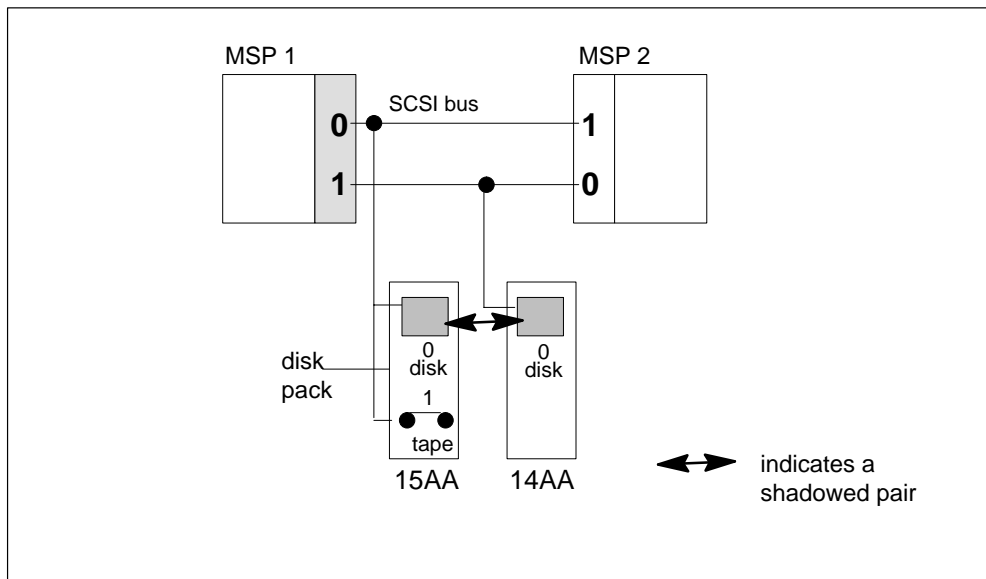 MSP 1
MSP 2
SCSI bus
0
1
1
0
0
disk
0
disk
disk
pack
1
tape
15AA
14AA
indicates a
shadowed pair